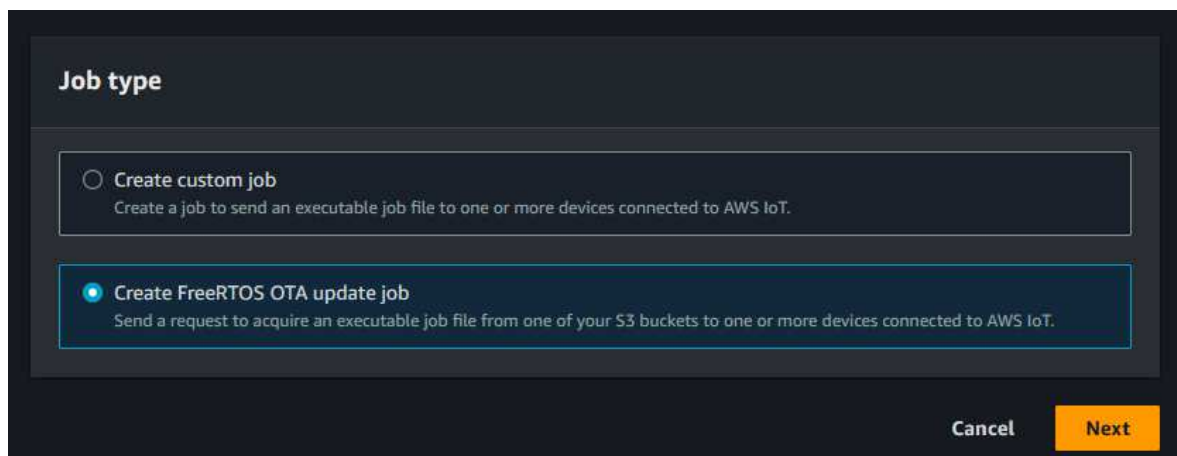 Job type
Create custom job
Create a job to send an executable job file to one or more devices connected to AWS IoT.
Create FreeRTOS OTA update job
Send a request to acquire an executable job file from one of your S3 buckets to one or more devices connected to AWS IoT.
Cancel Next